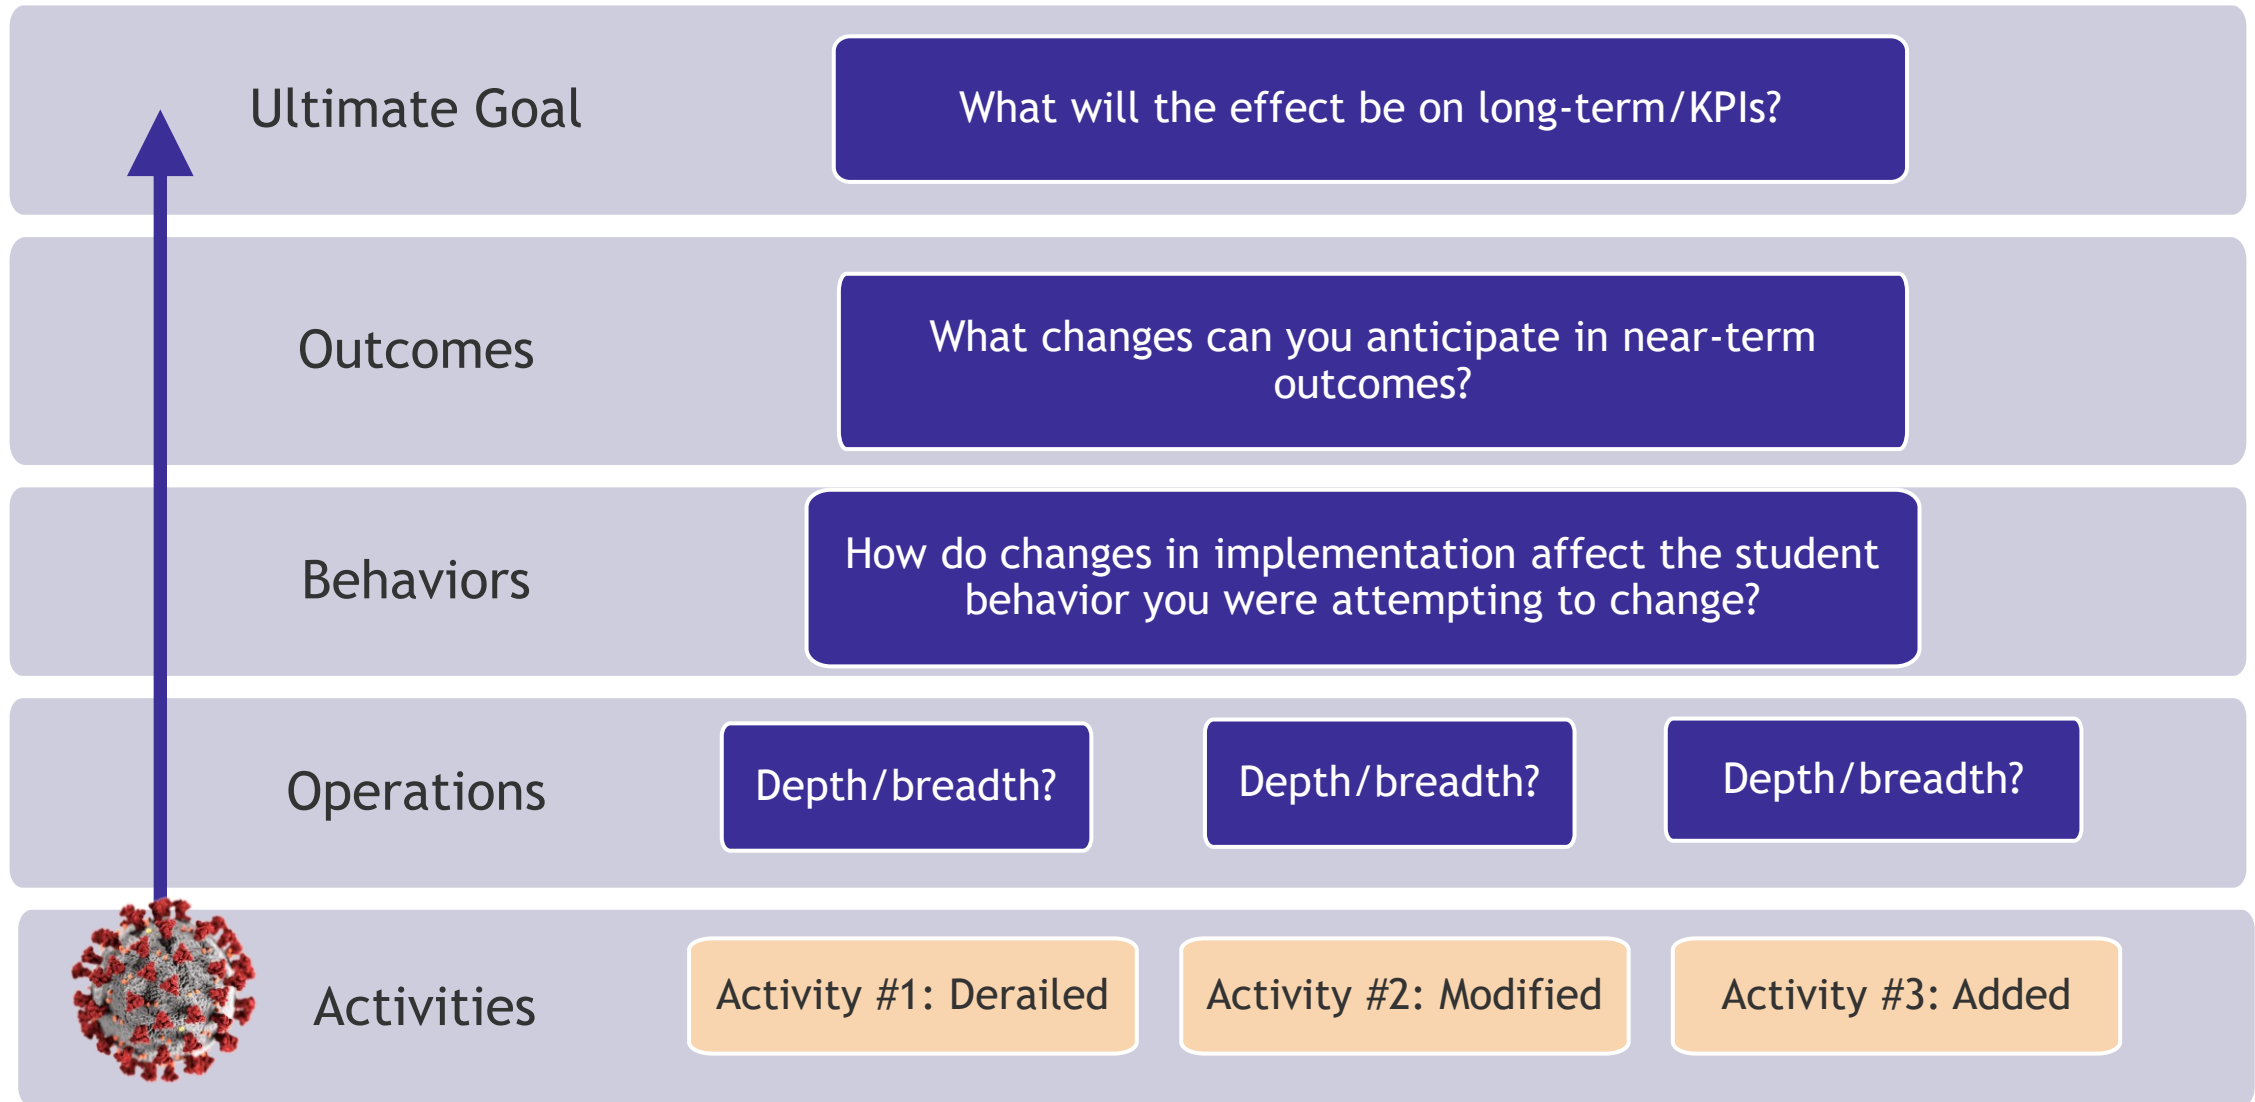 Ultimate Goal
What will the effect be on long-term/KPIs?
Outcomes
What changes can you anticipate in near-term
outcomes?
Behaviors
How do changes in implementation affect the student
behavior you were attempting to change?
Operations
Depth/breadth?
Depth/breadth?
Depth/breadth?
Activities
Activity #1: Derailed
Activity #2: Modified
Activity #3: Added